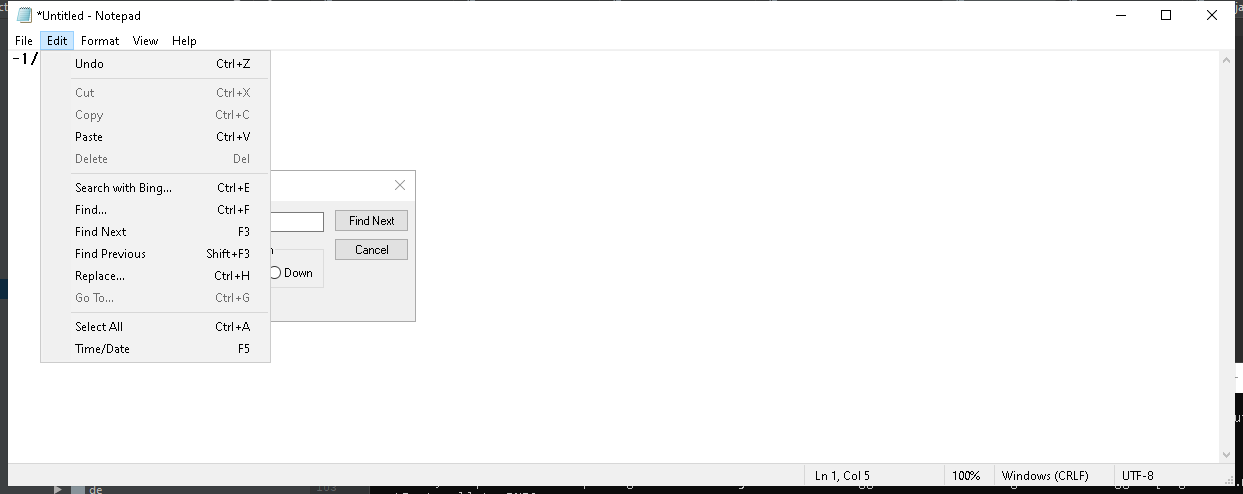 *Untitled - Notepad
File Edit Format View Help
-1/
Undo Ctrl+Z
Cut Ctrl+X
Copy Ctrl+C
Paste Ctrl+V
Delete Del
Search with Bing... Ctrl+E
Find... Ctrl+F
Find Next F3
Find Previous Shift+F3
Replace... Ctrl+H
Go To... Ctrl+G
Select All Ctrl+A
Time/Date F5
Find Next
Cancel
Down
Ln 1, Col 5 100% Windows (CRLF) UTF-8
de